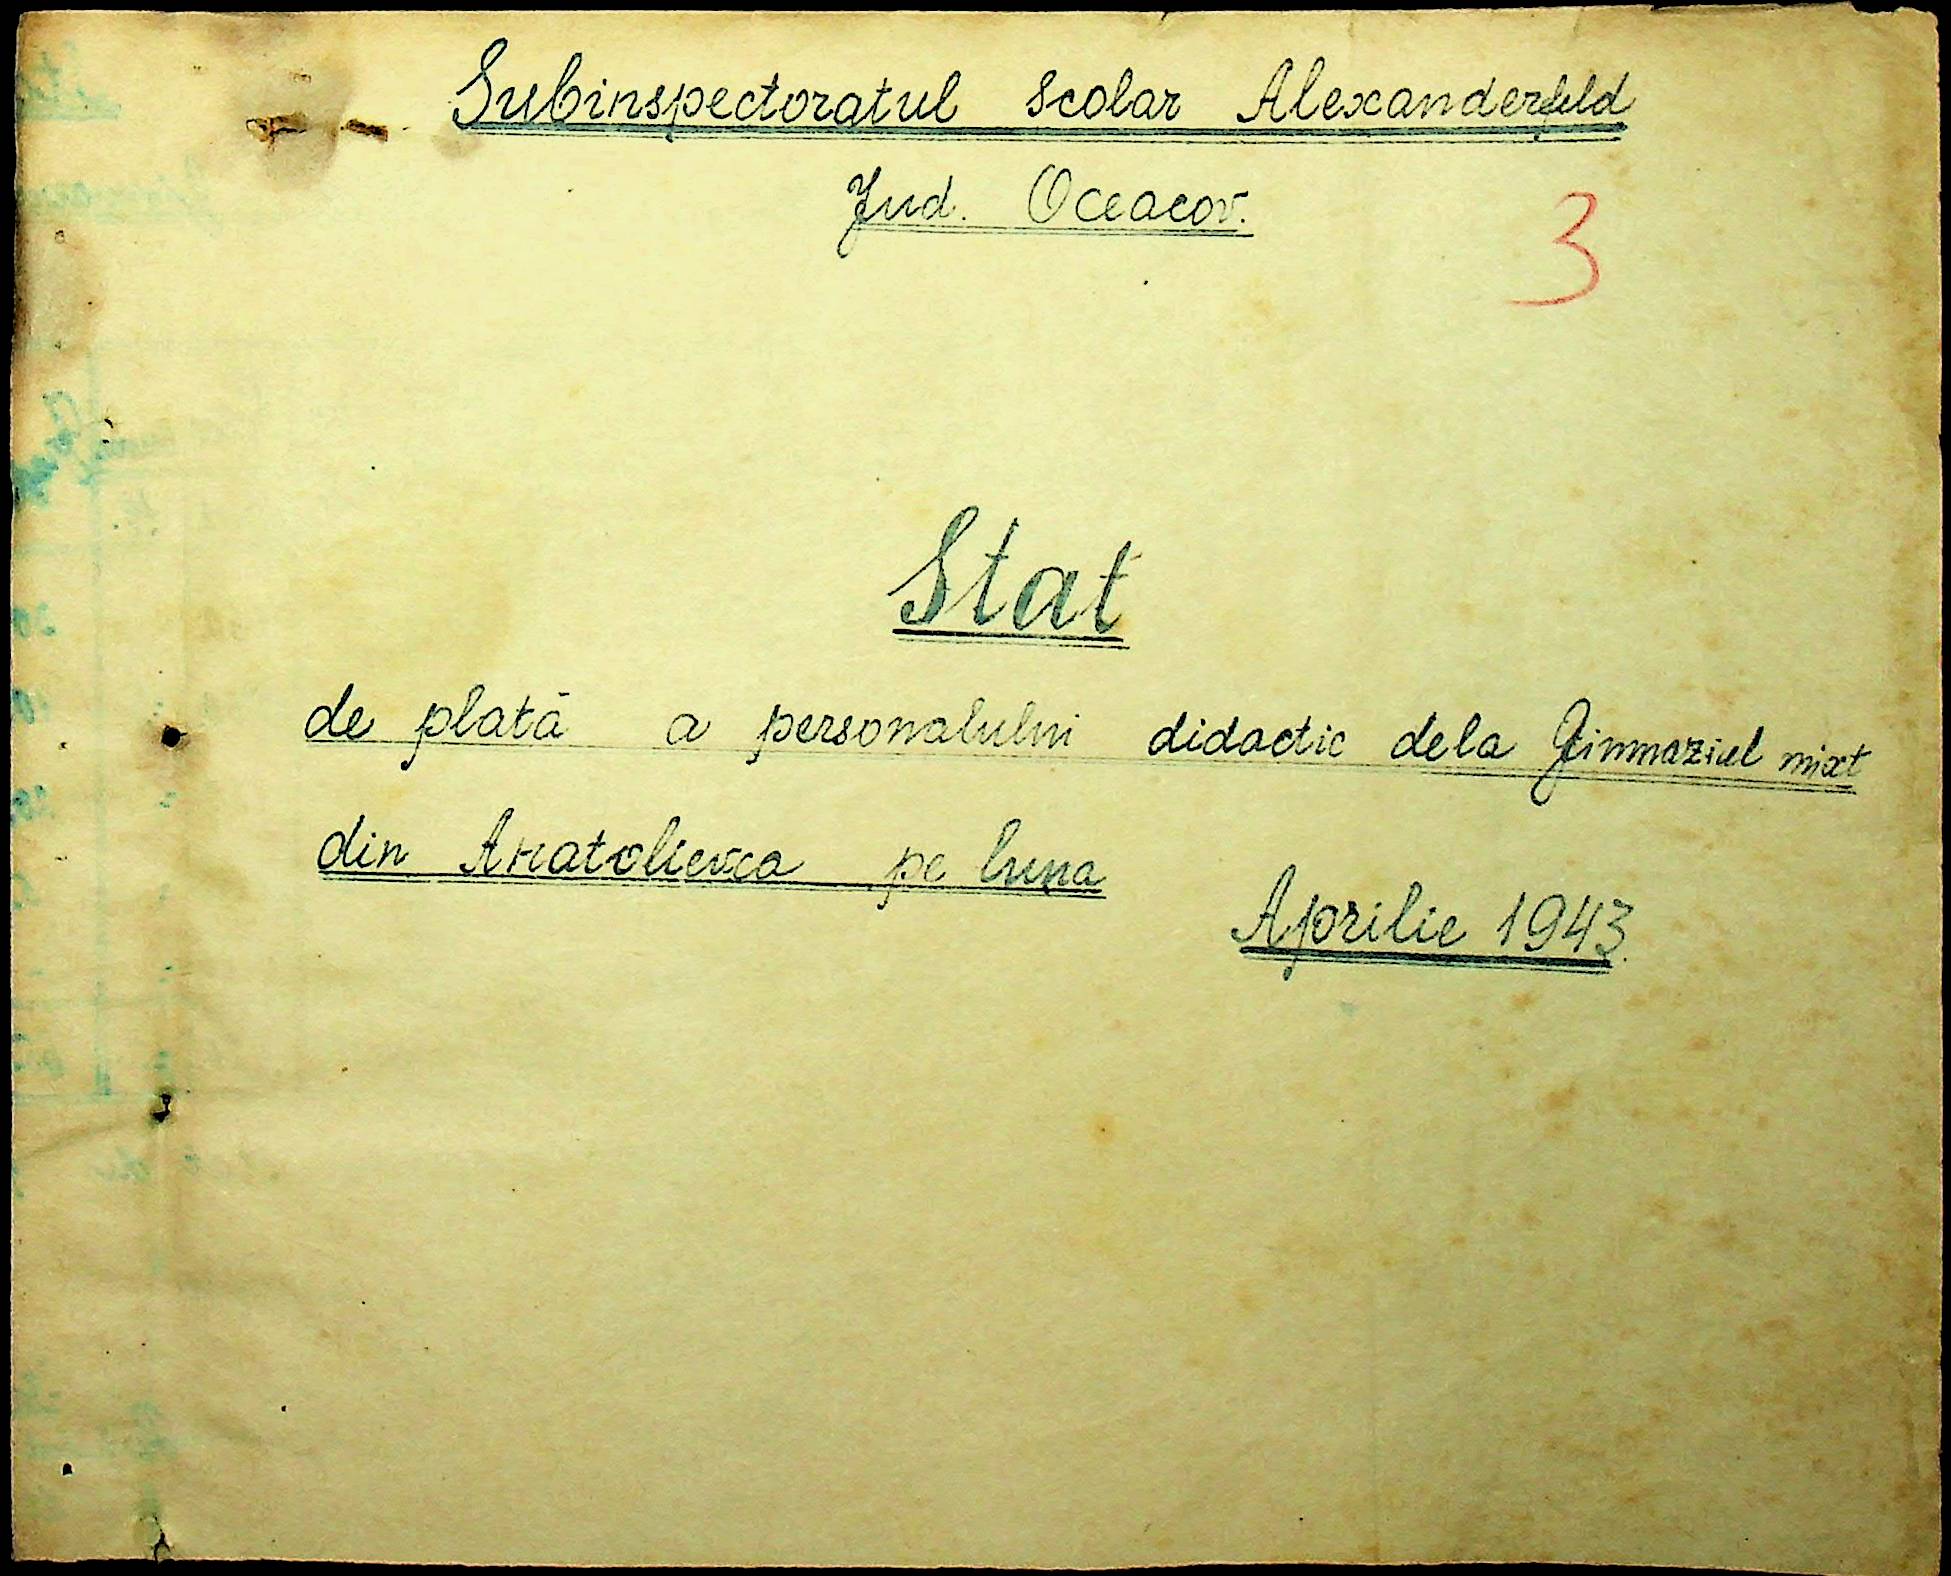 Subinspectoratul scolar Alexanderfeld
Jud. Oceacov.
3
Stat
de plată a personalului didactic dela Gimnaziul mixt
din Anatolievca pe luna
Aprilie 1943.